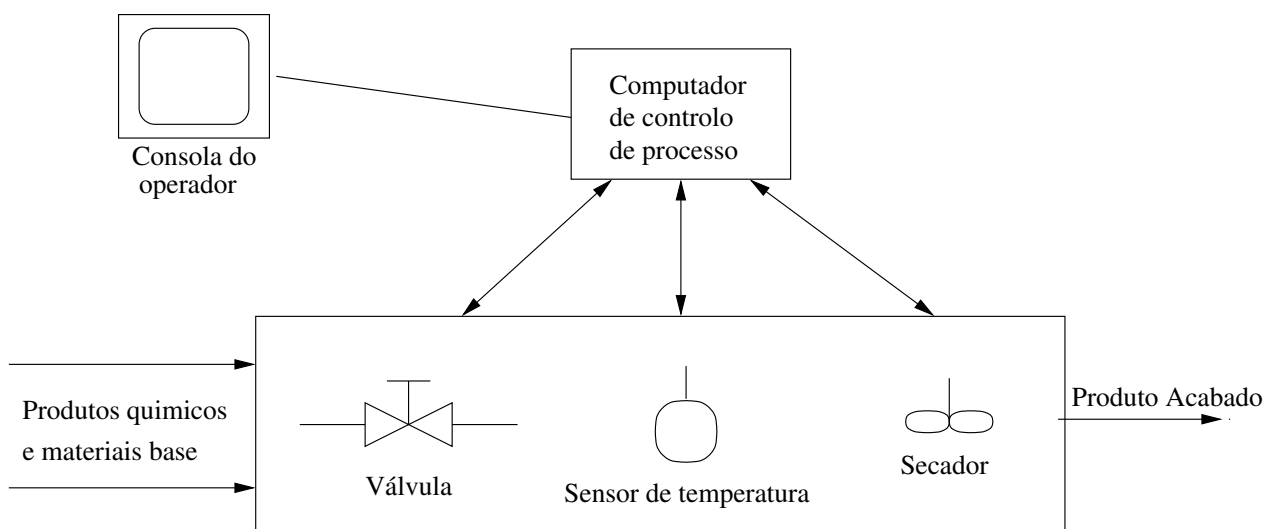 Computador
de controlo
de processo
Consola do
operador
Produtos quimicos
e materiais base
Válvula
Sensor de temperatura
Secador
Produto Acabado